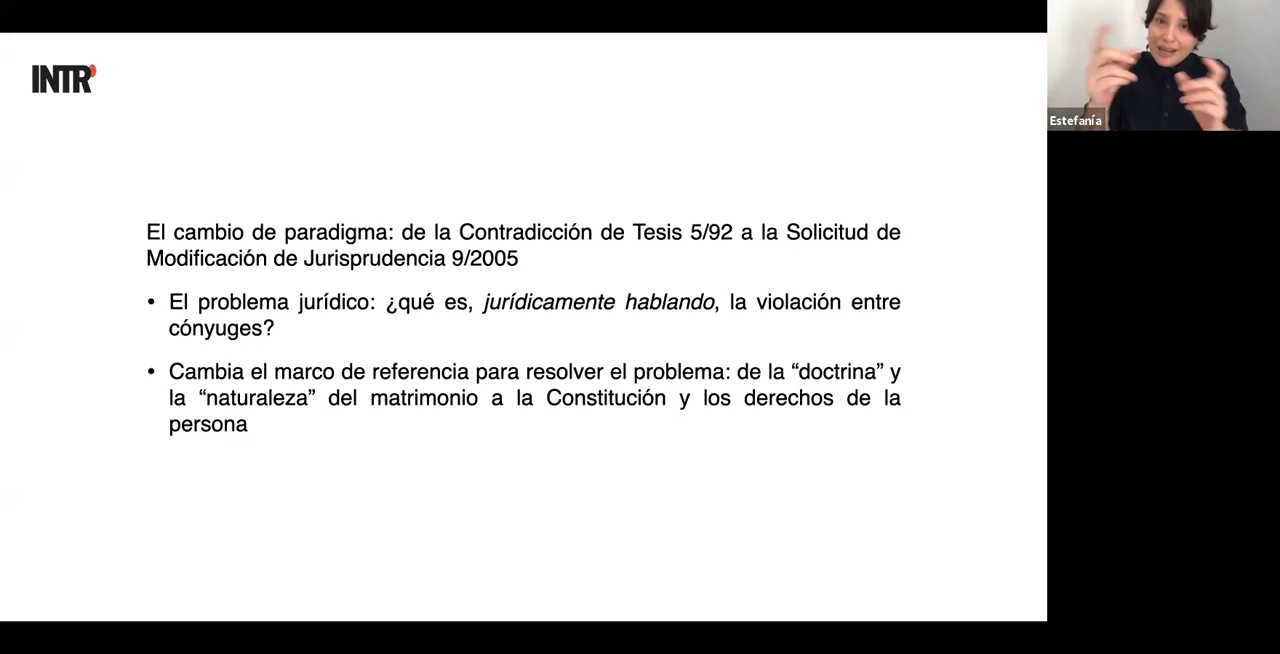 INTR'
El cambio de paradigma: de la Contradicción de Tesis 5/92 a la Solicitud de
Modificación de Jurisprudencia 9/2005
• El problema jurídico: ¿qué es, jurídicamente hablando, la violación entre
cónyuges?
• Cambia el marco de referencia para resolver el problema: de la “doctrina” y
la “naturaleza” del matrimonio a la Constitución y los derechos de la
persona
Estefanía